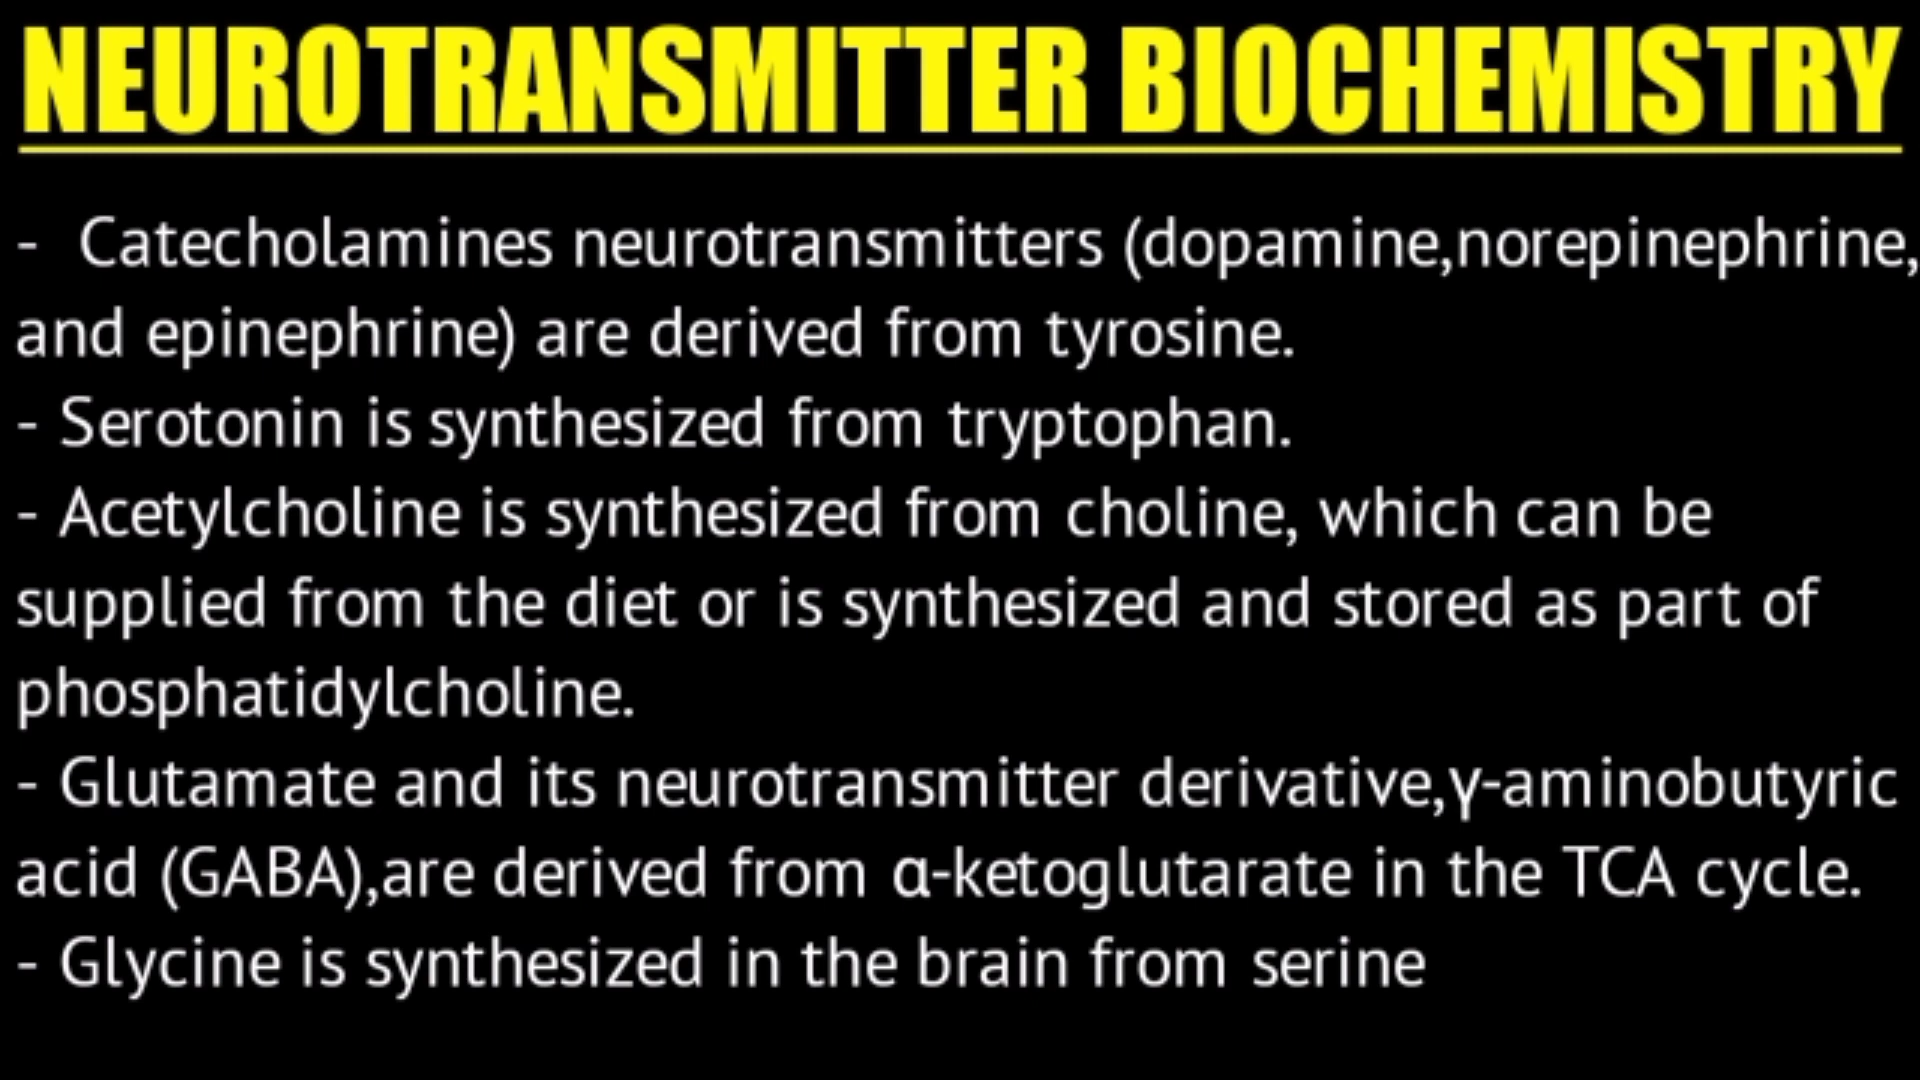 NEUROTRANSMITTER BIOCHEMISTRY
- Catecholamines neurotransmitters (dopamine,norepinephrine,
and epinephrine) are derived from tyrosine.
- Serotonin is synthesized from tryptophan.
- Acetylcholine is synthesized from choline, which can be
supplied from the diet or is synthesized and stored as part of
phosphatidylcholine.
- Glutamate and its neurotransmitter derivative,γ-aminobutyric
acid (GABA),are derived from α-ketoglutarate in the TCA cycle.
- Glycine is synthesized in the brain from serine